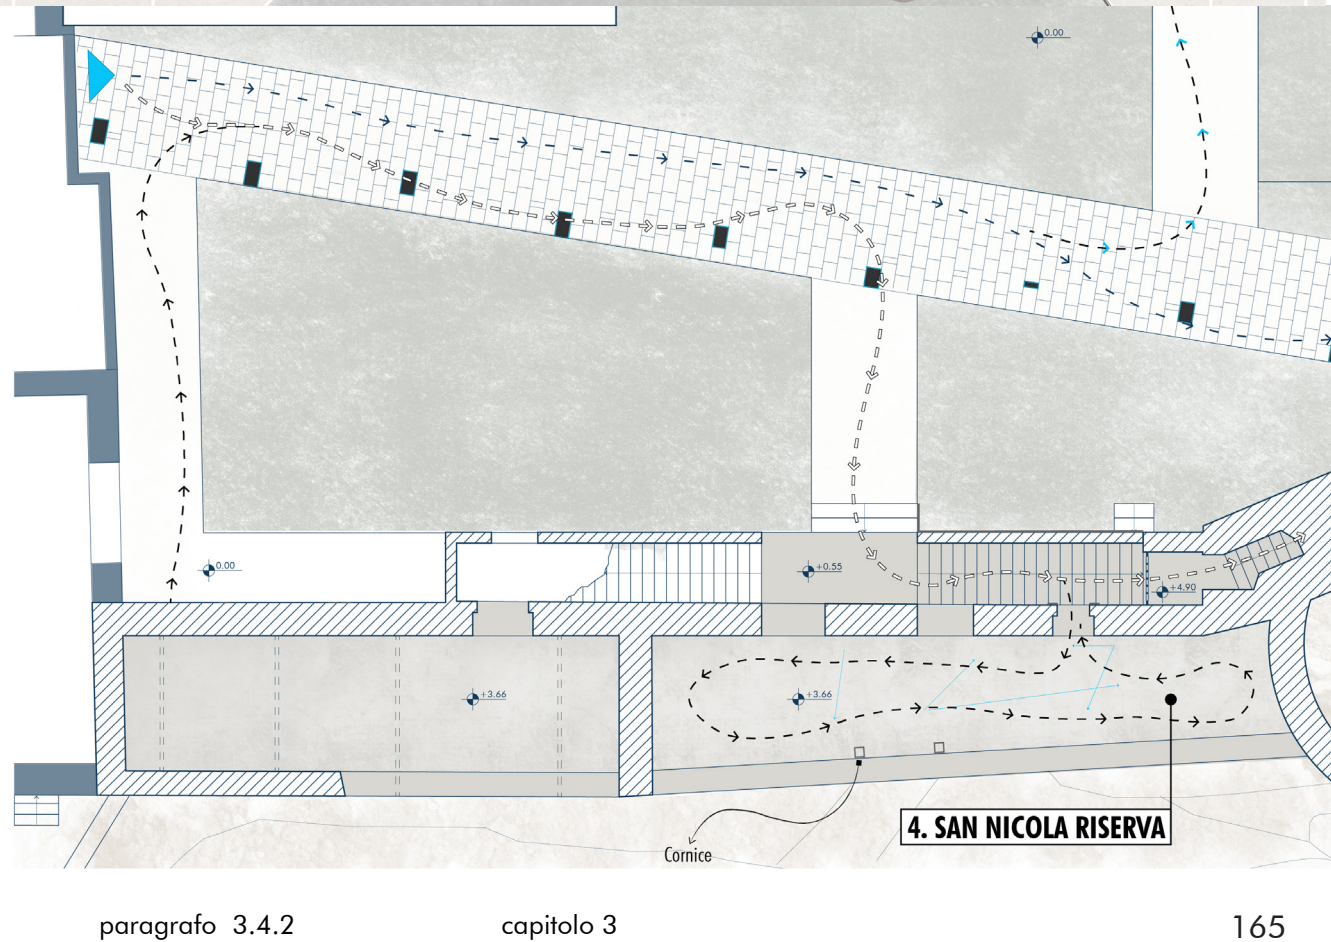 0.00
0.00
+0.55
+4.90
+3.66
+3.66
4. SAN NICOLA RISERVA
Cornice
paragrafo 3.4.2 capitolo 3 165